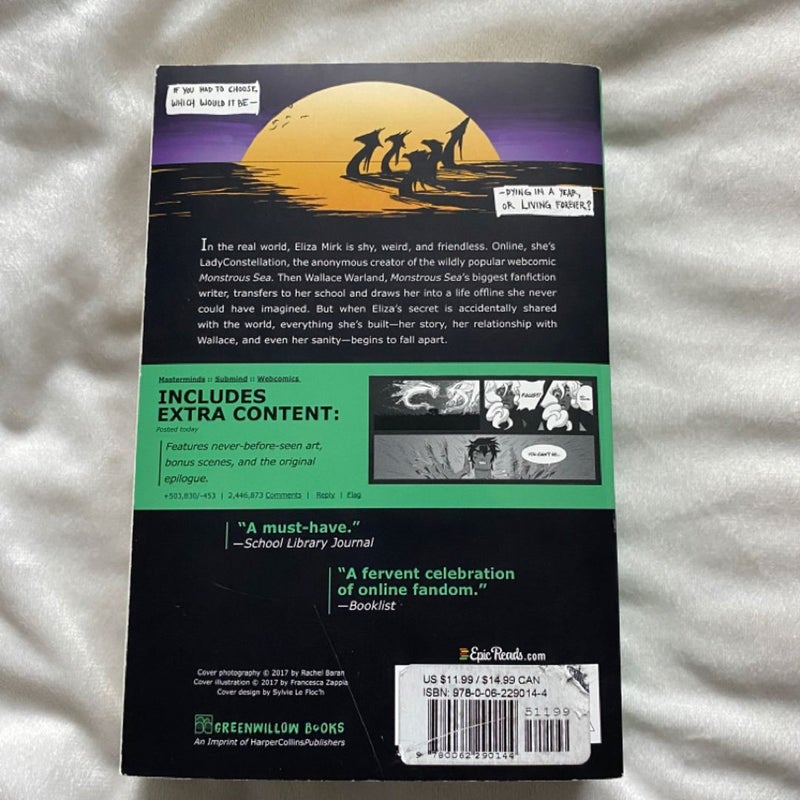 IF YOU HAD TO CHOOSE,
WHICH WOULD IT BE—
—DYING IN A YEAR,
OR LIVING FOREVER?
In the real world, Eliza Mirk is shy, weird, and friendless. Online, she's
LadyConstellation, the anonymous creator of the wildly popular webcomic
Monstrous Sea. Then Wallace Warland, Monstrous Sea's biggest fanfiction
writer, transfers to her school and draws her into a life offline she never
could have imagined. But when Eliza's secret is accidentally shared
with the world, everything she's built—her story, her relationship with
Wallace, and even her sanity—begins to fall apart.
Masterminds :: Submind :: Webcomics
INCLUDES
EXTRA CONTENT:
Posted today
Features never-before-seen art,
bonus scenes, and the original
epilogue.
+503,830/-453 | 2,446,873 Comments | Reply | Flag
YOU CAN'T BE...
"A must-have."
—School Library Journal
"A fervent celebration
of online fandom."
—Booklist
EpicReads.com
Cover photography © 2017 by Rachel Baran
Cover illustration © 2017 by Francesca Zappia
Cover design by Sylvie Le Floc'h
GREENWILLOW BOOKS
An Imprint of HarperCollinsPublishers
US $11.99 / $14.99 CAN
ISBN: 978-0-06-229014-4
51199
9 780062 290144